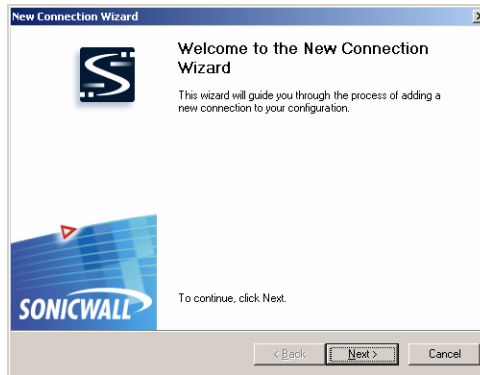 New Connection Wizard
Welcome to the New Connection
Wizard
This wizard will guide you through the process of adding a
new connection to your configuration.
To continue, click Next.
SONICWALL
< Back
Next >
Cancel